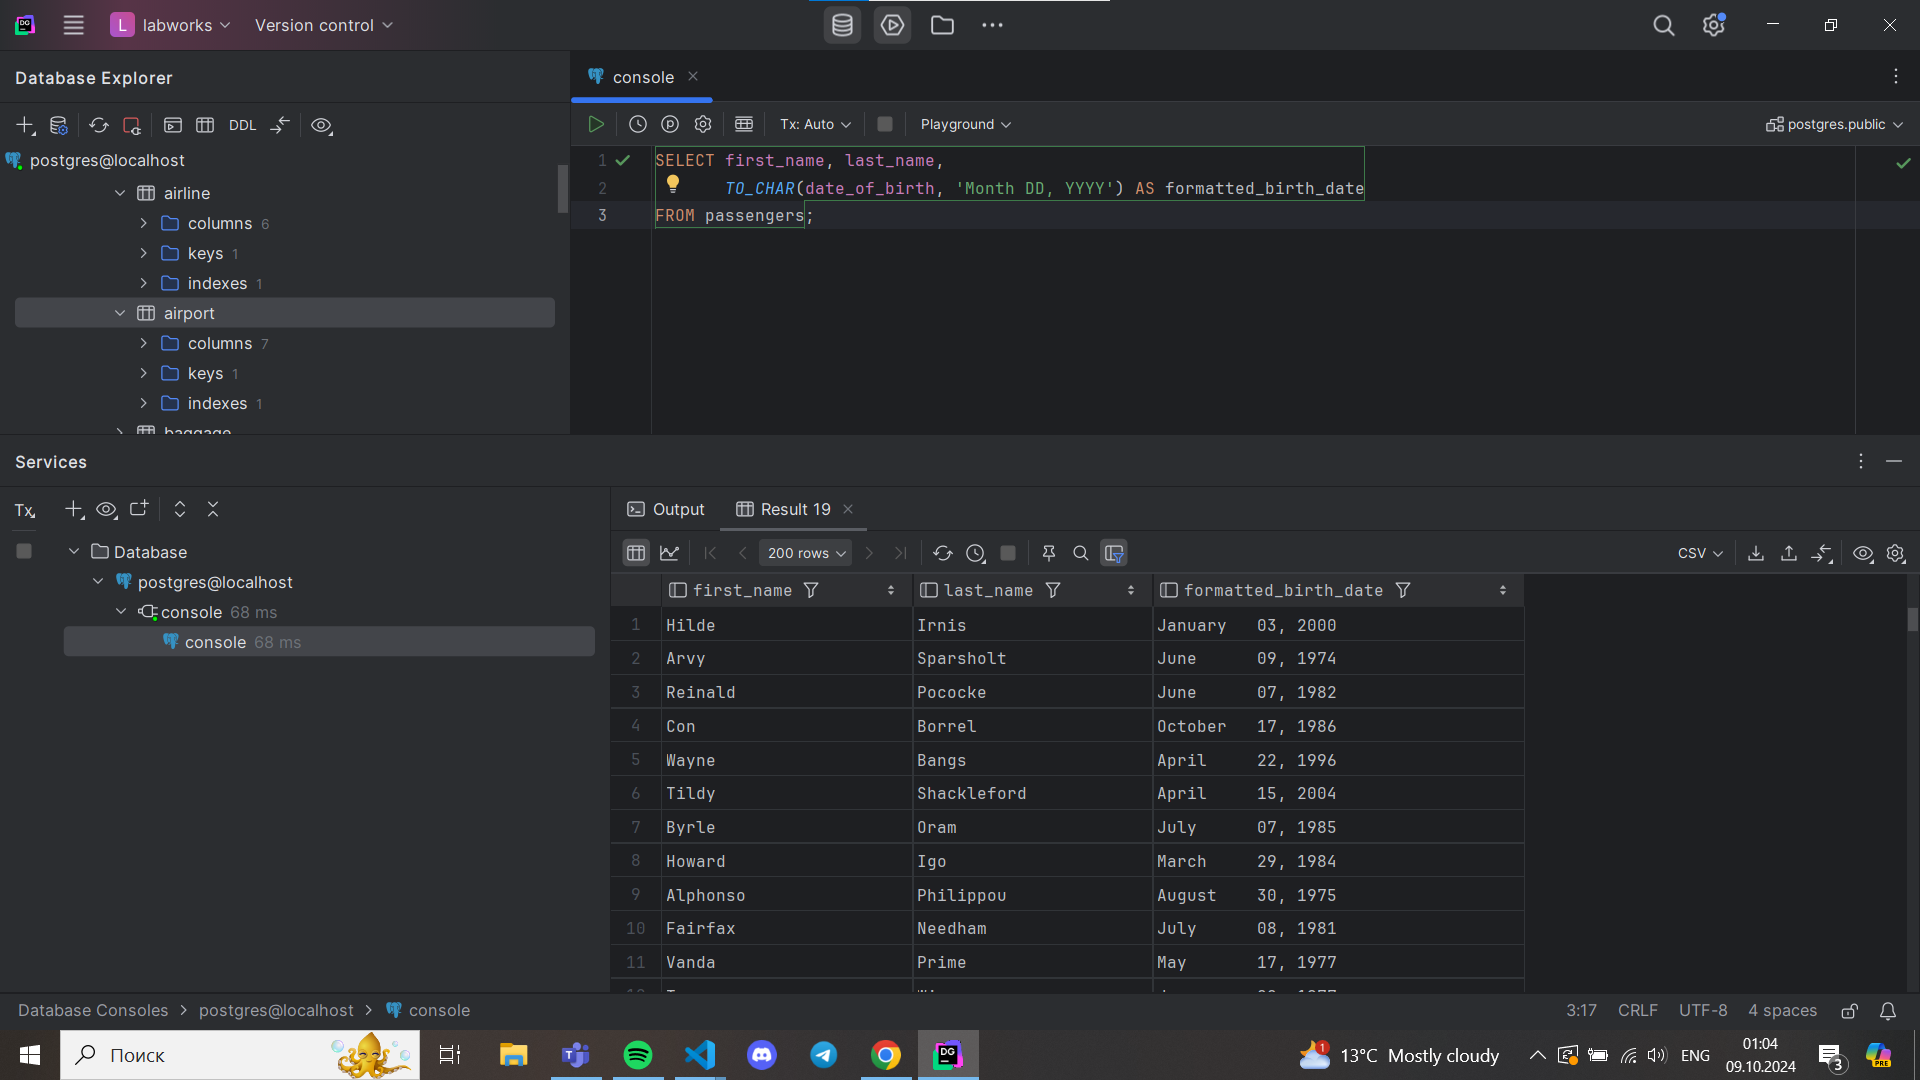 L labworks Version control
Database Explorer
console
DDL
Tx: Auto Playground postgres.public
postgres@localhost
airline
columns 6
keys 1
indexes 1
airport
columns 7
keys 1
indexes 1
baggage
1 SELECT first_name, last_name,
2 TO_CHAR(date_of_birth, 'Month DD, YYYY') AS formatted_birth_date
3 FROM passengers;
Services
Tx
Database
postgres@localhost
console 68 ms
console 68 ms
Output Result 19
200 rows CSV
first_name last_name formatted_birth_date
1 Hilde Irnis January 03, 2000
2 Arvy Sparsholt June 09, 1974
3 Reinald Pococke June 07, 1982
4 Con Borrel October 17, 1986
5 Wayne Bangs April 22, 1996
6 Tildy Shackleford April 15, 2004
7 Byrle Oram July 07, 1985
8 Howard Igo March 29, 1984
9 Alphonso Philippou August 30, 1975
10 Fairfax Needham July 08, 1981
11 Vanda Prime May 17, 1977
Database Consoles > postgres@localhost > console
3:17 CRLF UTF-8 4 spaces
Поиск
DG
1 13°C Mostly cloudy
ENG
01:04
09.10.2024
3
PRE